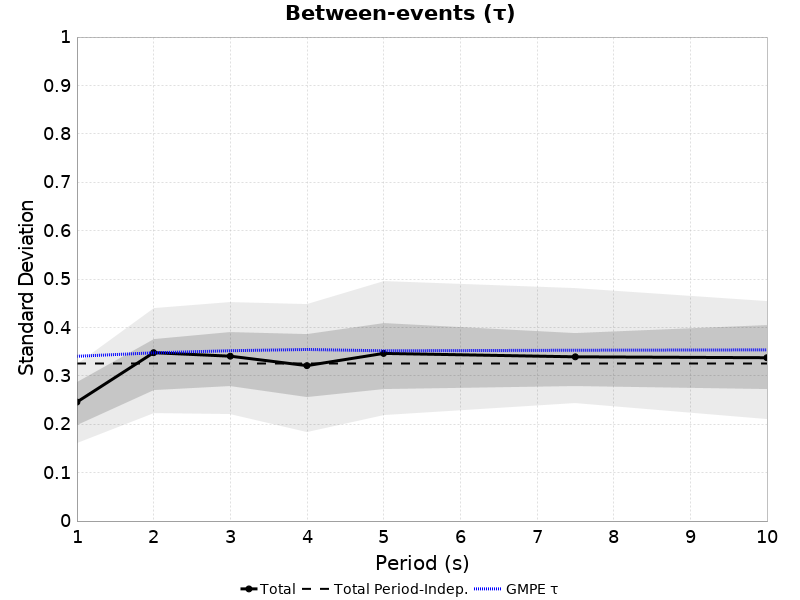 Between-events (τ)
1
0.9
0.8
0.7
0.6
0.5
0.4
0.3
0.2
0.1
0
Standard Deviation
1 2 3 4 5 6 7 8 9 10
Period (s)
Total Total Period-Indep. GMPE τ